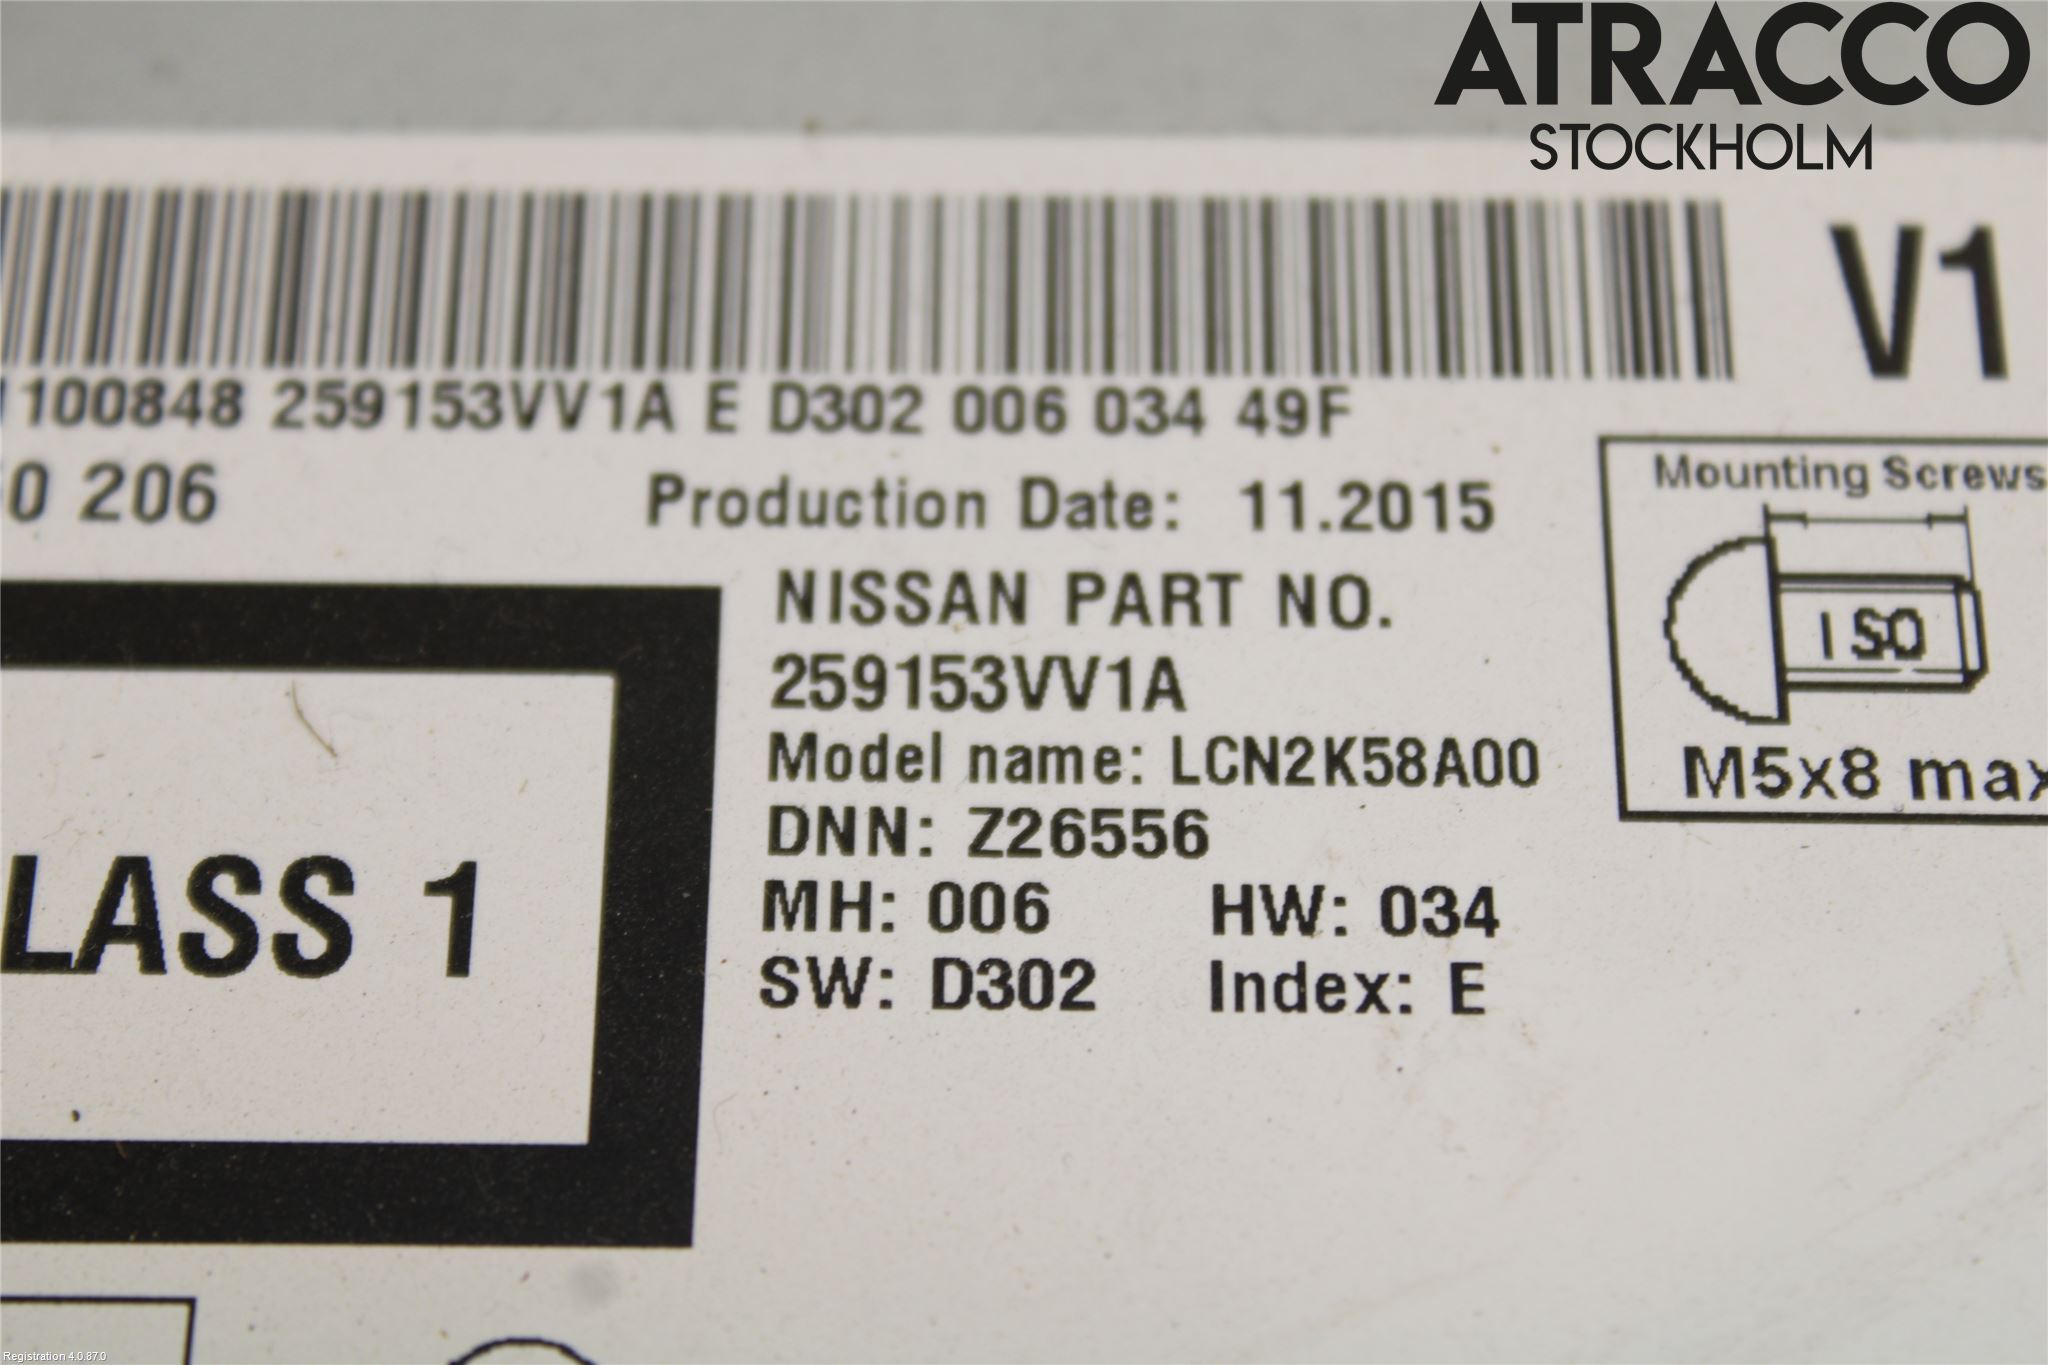 ATRACCO
STOCKHOLM
V1
100848 259153VV1A E D302 006 034 49F
0 206
Production Date: 11.2015
Mounting Screws
ISO
M5x8 max
NISSAN PART NO.
259153VV1A
Model name: LCN2K58A00
DNN: Z26556
MH: 006 HW: 034
SW: D302 Index: E
LASS 1
Registration 4.0.87.0